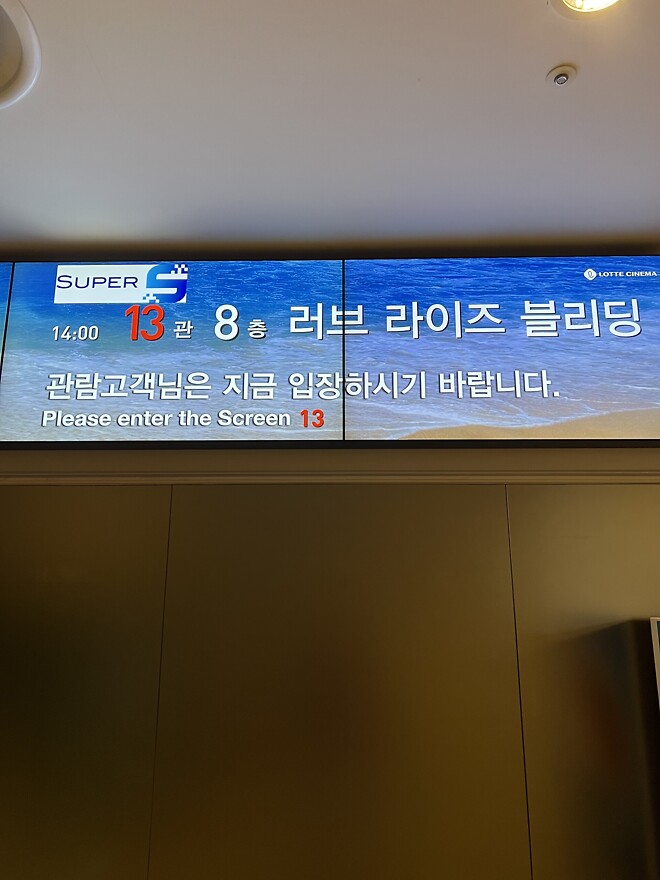 SUPER S
LOTTE CINEMA
14:00 13 관 8 층 러브 라이즈 블리딩
관람고객님은 지금 입장하시기 바랍니다.
Please enter the Screen 13